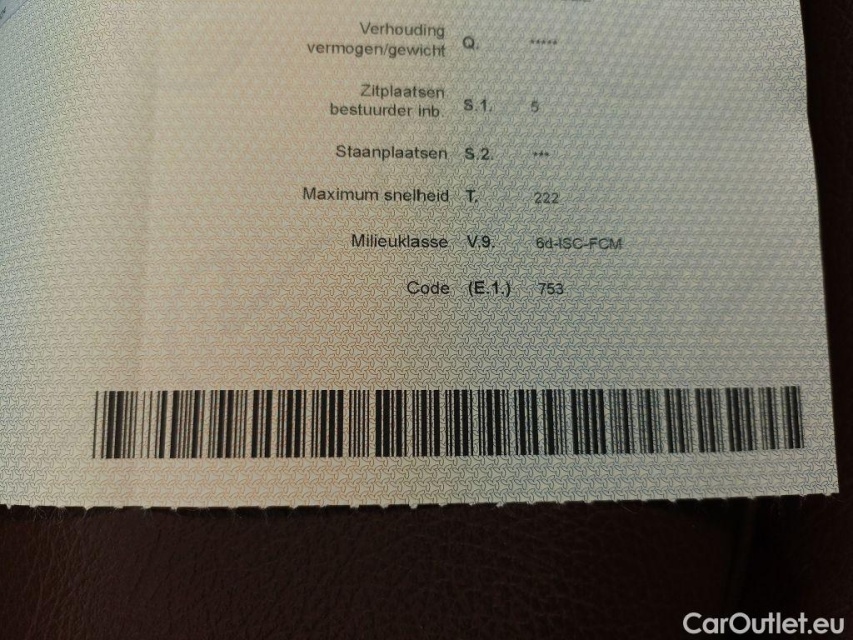 Verhouding
vermogen/gewicht Q. *****
Zitplaatsen
bestuurder inb. S.1. 5
Staanplaatsen S.2. ***
Maximum snelheid T. 222
Milieuklasse V.9. 6d-ISC-FCM
Code (E.1.) 753
CarOutlet.eu